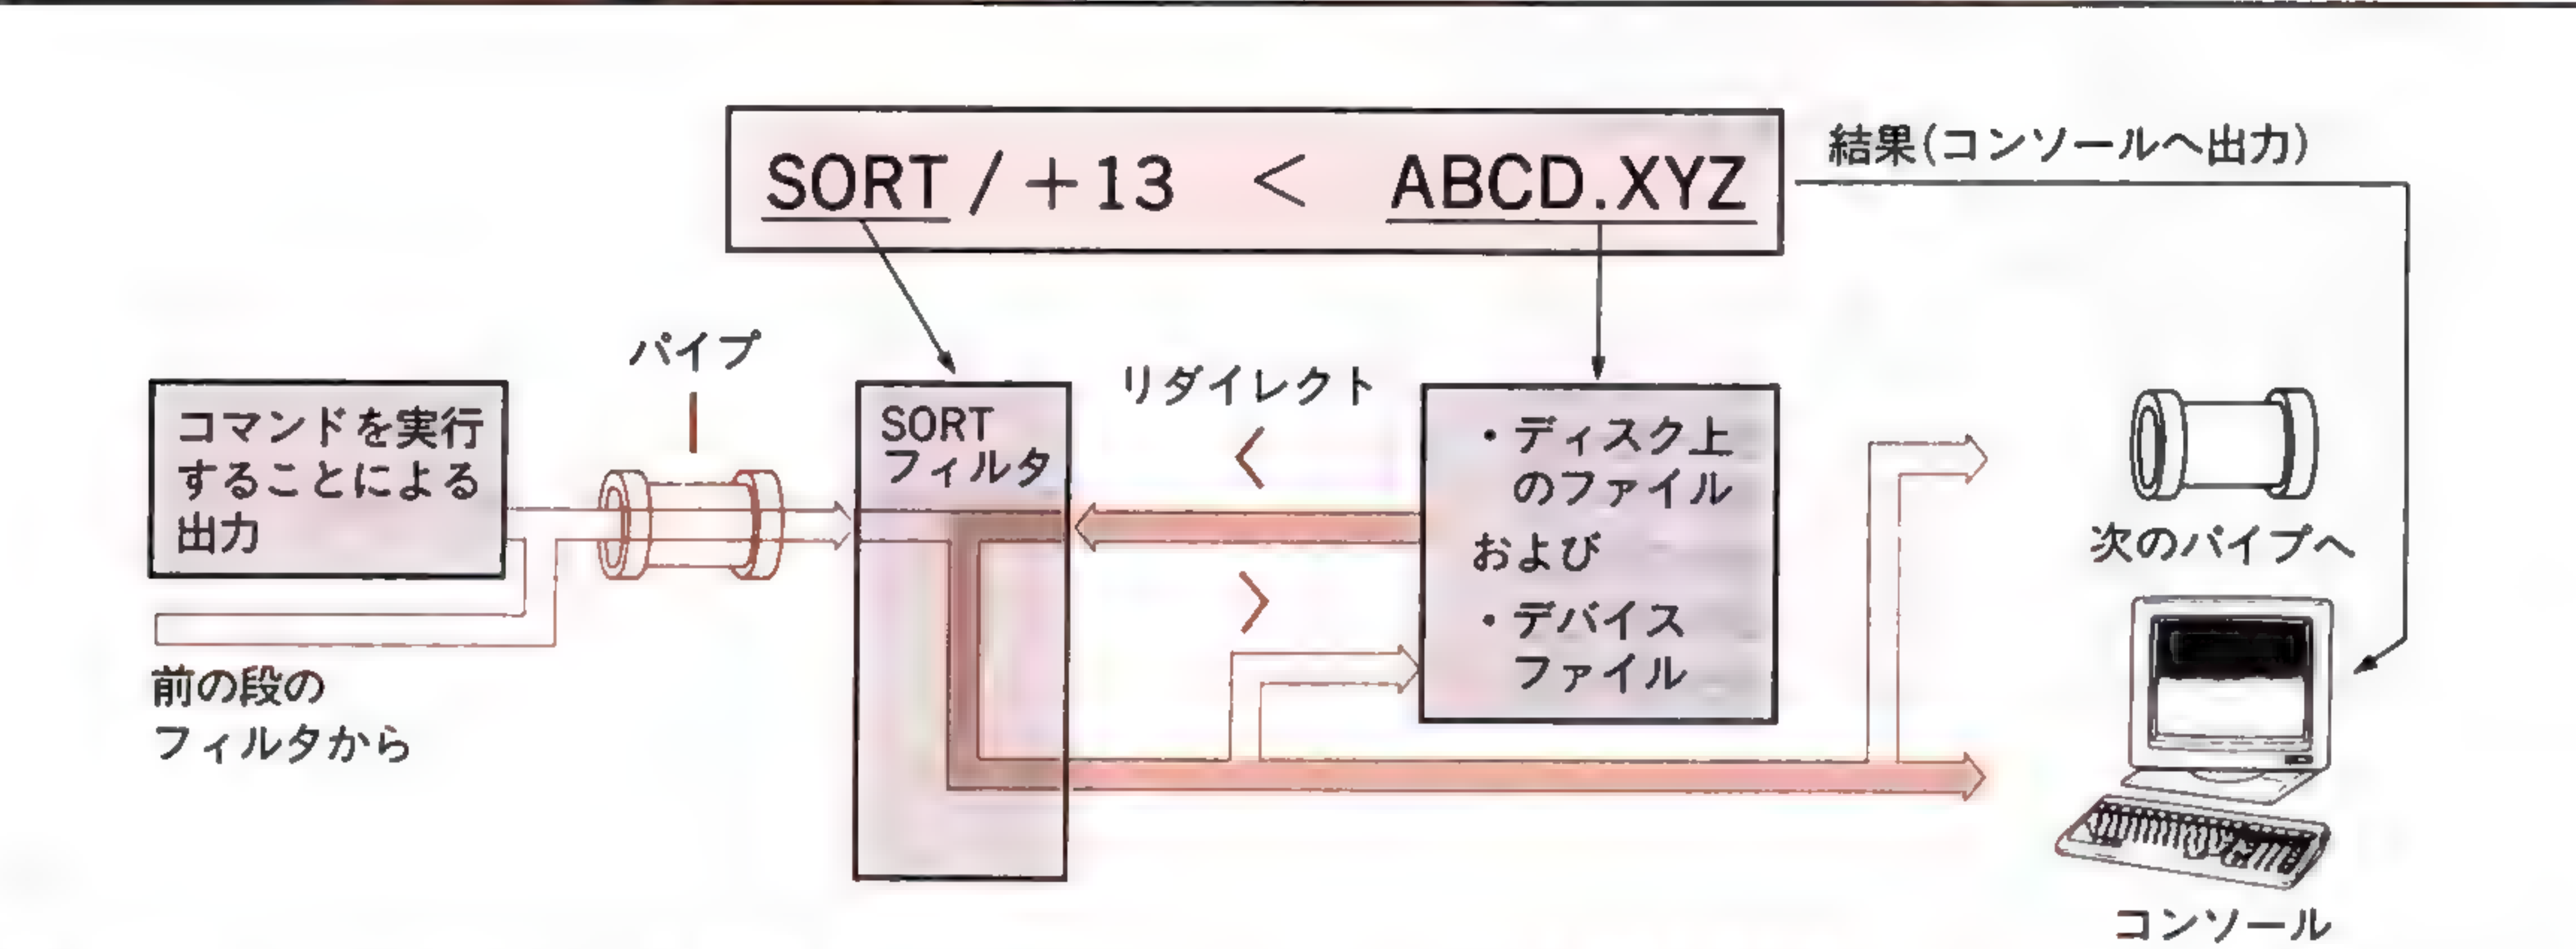 SORT/+13 < ABCD.XYZ
結果(コンソールへ出力)
パイプ
|
コマンドを実行
することによる
出力
前の段の
フィルタから
SORT
フィルタ
リダイレクト
<
>
・ディスク上
のファイル
および
・デバイス
ファイル
次のパイプへ
コンソール